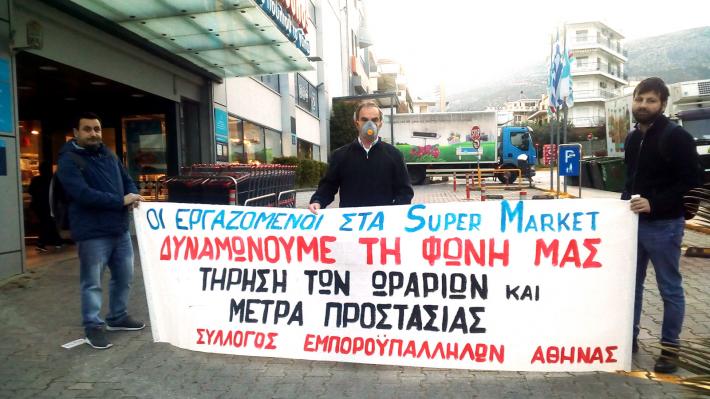 ΟΙ ΕΡΓΑΖΟΜΕΝΟΙ ΣΤΑ SUPER MARKET
ΔΥΝΑΜΩΝΟΥΜΕ ΤΗ ΦΩΝΗ ΜΑΣ
ΤΗΡΗΣΗ ΤΩΝ ΩΡΑΡΙΩΝ ΚΑΙ
ΜΕΤΡΑ ΠΡΟΣΤΑΣΙΑΣ
ΣΥΛΛΟΓΟΣ ΕΜΠΟΡΟΫΠΑΛΛΗΛΩΝ ΑΘΗΝΑΣ
P